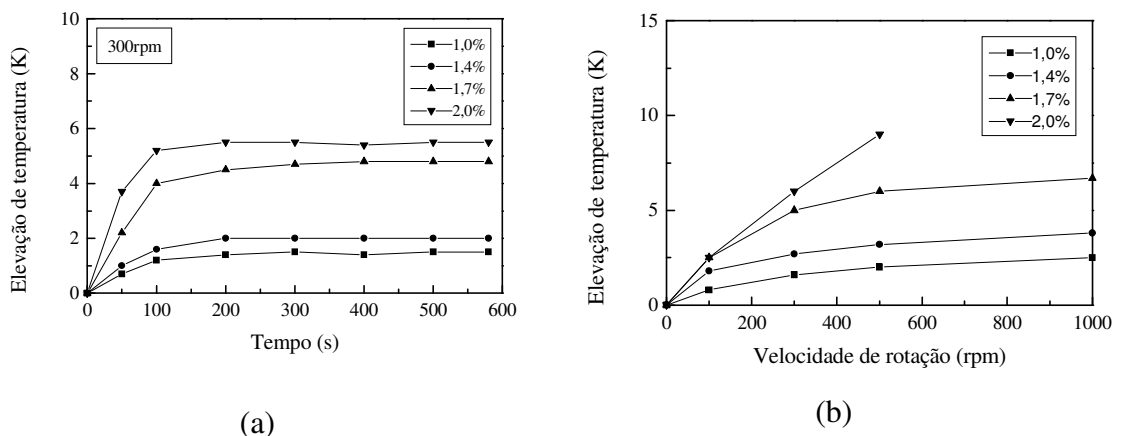 10
8
6
4
2
0
Elevação de temperatura (K)
300rpm
1,0%
1,4%
1,7%
2,0%
0 100 200 300 400 500 600
Tempo (s)
(a)
15
10
5
0
Elevação de temperatura (K)
1,0%
1,4%
1,7%
2,0%
0 200 400 600 800 1000
Velocidade de rotação (rpm)
(b)